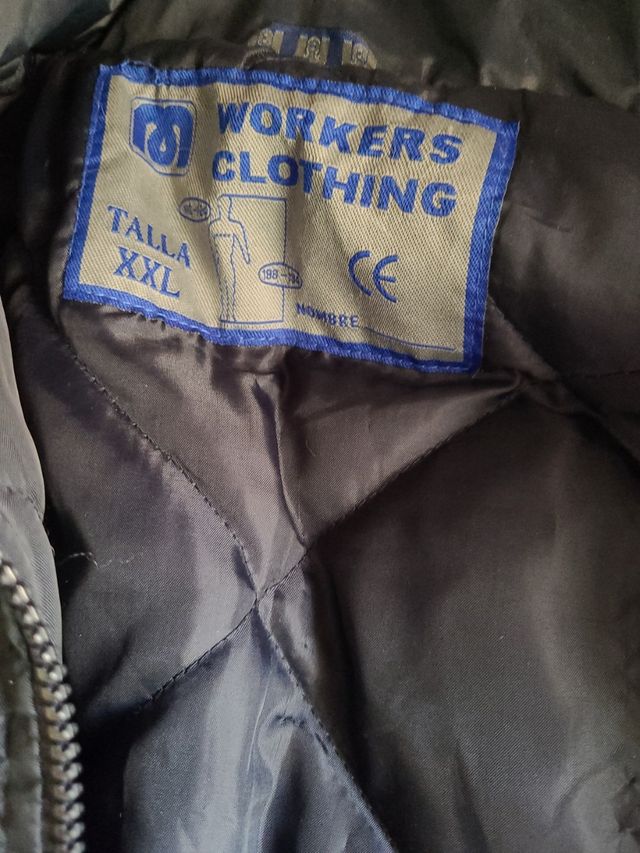 WORKERS
CLOTHING
TALLA
XXL
CE
NOMBRE